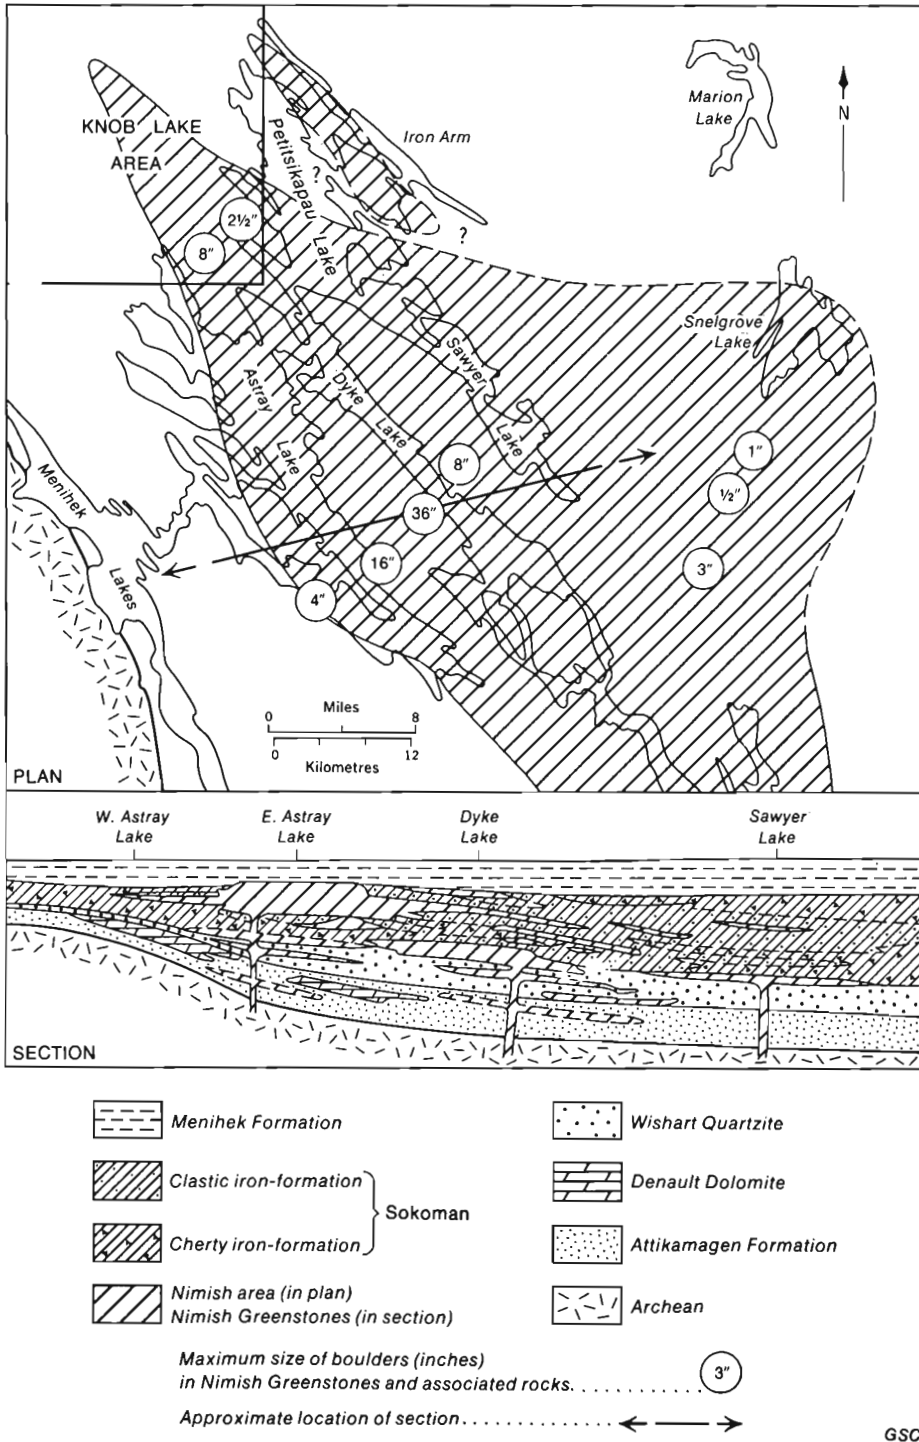 KNOB LAKE
AREA
Petitsikapau
Lake
?
Iron Arm
?
Marion
Lake
N
2½"
8"
Snelgrove
Lake
Sawyer
Lake
Dyke
Lake
Astray
Lake
Menihek
Lakes
8"
36"
16"
4"
1"
½"
3"
Miles
0 8
0 12
Kilometres
PLAN
W. Astray
Lake
E. Astray
Lake
Dyke
Lake
Sawyer
Lake
SECTION
Menihek Formation
Clastic iron-formation
Sokoman
Cherty iron-formation
Nimish area (in plan)
Nimish Greenstones (in section)
Wishart Quartzite
Denault Dolomite
Attikamagen Formation
Archean
Maximum size of boulders (inches)
in Nimish Greenstones and associated rocks. . . . . . . . . . . 3"
Approximate location of section . . . . . . . . . . . . . .
GSC